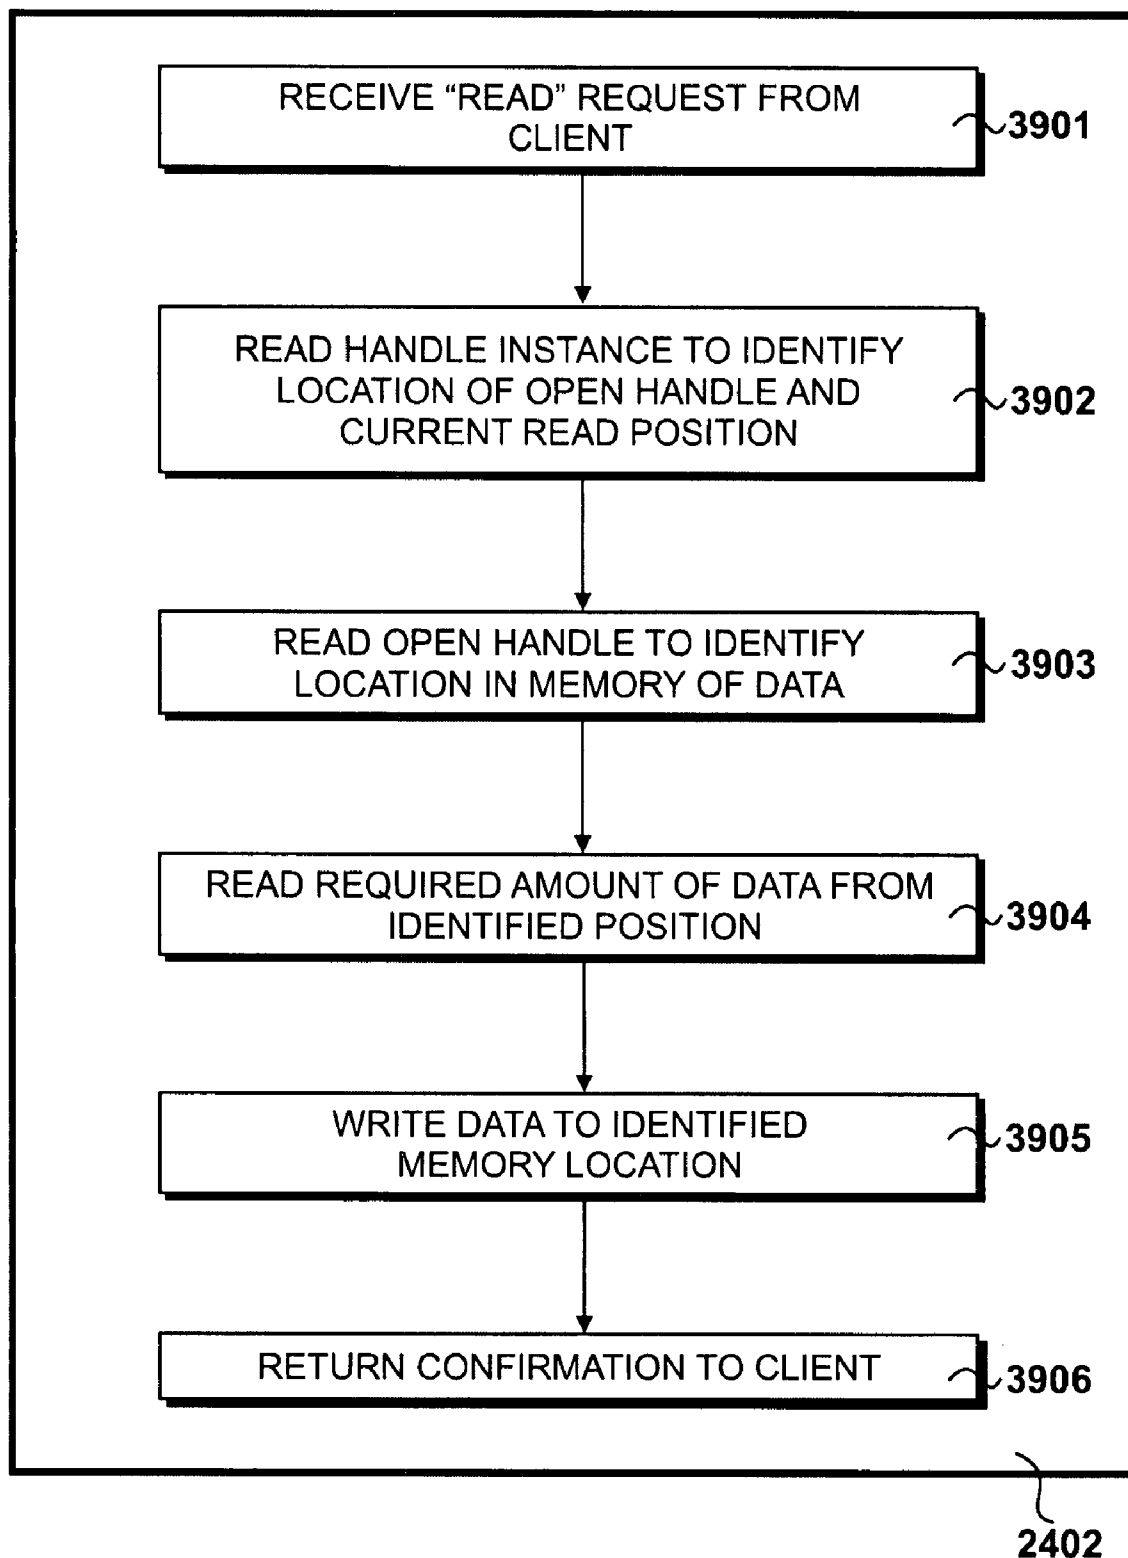 RECEIVE “READ” REQUEST FROM
CLIENT
3901
READ HANDLE INSTANCE TO IDENTIFY
LOCATION OF OPEN HANDLE AND
CURRENT READ POSITION
3902
READ OPEN HANDLE TO IDENTIFY
LOCATION IN MEMORY OF DATA
3903
READ REQUIRED AMOUNT OF DATA FROM
IDENTIFIED POSITION
3904
WRITE DATA TO IDENTIFIED
MEMORY LOCATION
3905
RETURN CONFIRMATION TO CLIENT
3906
2402